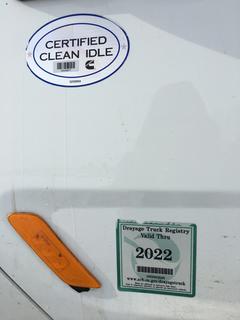 CERTIFIED
CLEAN IDLE
Drayage Truck Registry
Valid Thru
2022